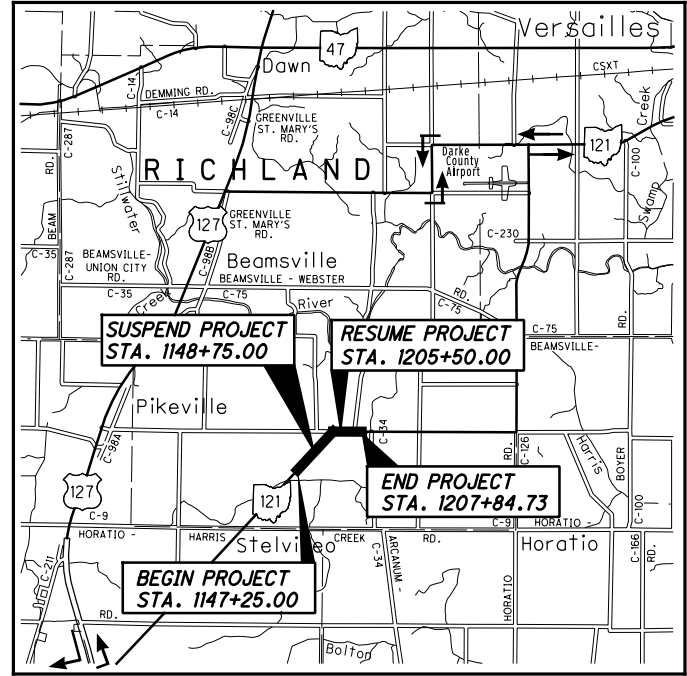 Versailles
47
Dawn
CSXT
DEMMING RD.
C-14
C-14
C-98C
GREENVILLE
ST. MARY'S
RD.
C-287
BEAM RD.
Stillwater
Creek
RICHLAND
Darke
County
Airport
121
C-100
Swamp
Creek
127
GREENVILLE
ST. MARY'S
RD.
C-98B
C-230
C-35
C-287
BEAMSVILLE-
UNION CITY
RD.
C-35
Beamsville
BEAMSVILLE - WEBSTER
RD.
C-75
C-75
River
C-75
BEAMSVILLE-
RD.
SUSPEND PROJECT
STA. 1148+75.00
RESUME PROJECT
STA. 1205+50.00
Pikeville
C-98A
C-34
RD.
C-126
Harris
BOYER
127
121
END PROJECT
STA. 1207+84.73
C-100
C-9
HORATIO -
HARRIS
CREEK
RD.
C-9
HORATIO -
Stelvideo
C-34
ARCANUM -
Horatio
HORATIO
C-166
RD.
C-211
BEGIN PROJECT
STA. 1147+25.00
RD.
Bolton